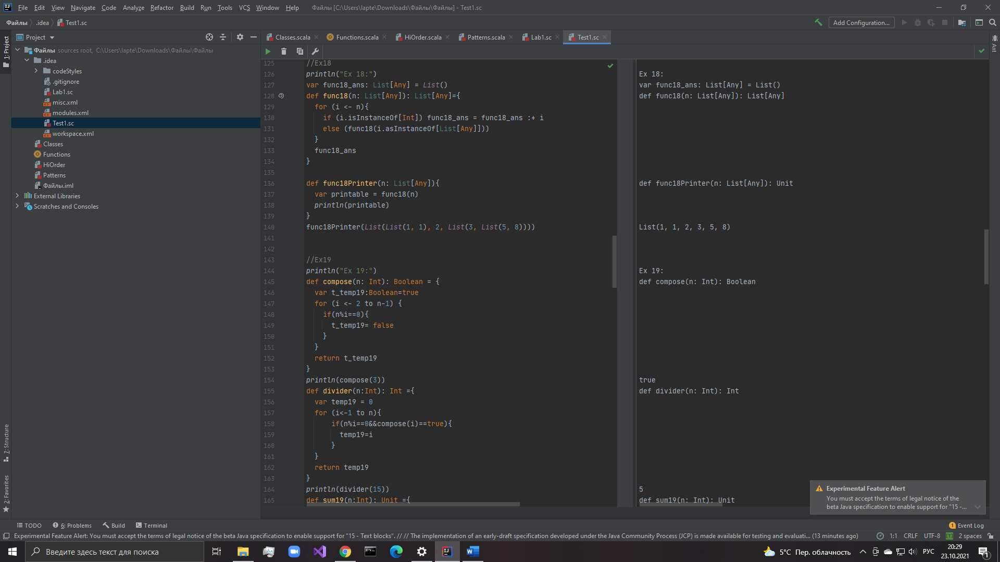 File Edit View Navigate Code Analyze Refactor Build Run Tools VCS Window Help Файлы [C:\Users\lapte\Downloads\Файлы\Файлы] - Test1.sc
Файлы .idea Test1.sc Add Configuration...
Project
Classes.scala Functions.scala HiOrder.scala Patterns.scala Lab1.sc Test1.sc
1: Project
Ant
Файлы sources root, C:\Users\lapte\Downloads\Файлы\Файлы
.idea
codeStyles
.gitignore
Lab1.sc
misc.xml
modules.xml
Test1.sc
workspace.xml
Classes
Functions
HiOrder
Patterns
Файлы.iml
External Libraries
Scratches and Consoles
7: Structure
2: Favorites
125 //Ex18
126 println("Ex 18:")
127 var func18_ans: List[Any] = List()
128 def func18(n: List[Any]): List[Any]={
129 for (i <- n){
130 if (i.isInstanceOf[Int]) func18_ans = func18_ans :+ i
131 else (func18(i.asInstanceOf[List[Any]]))
132 }
133 func18_ans
134 }
135
136 def func18Printer(n: List[Any]){
137 var printable = func18(n)
138 println(printable)
139 }
140 func18Printer(List(List(1, 1), 2, List(3, List(5, 8))))
141
142
143 //Ex19
144 println("Ex 19:")
145 def compose(n: Int): Boolean = {
146 var t_temp19:Boolean=true
147 for (i <- 2 to n-1) {
148 if(n%i==0){
149 t_temp19= false
150 }
151 }
152 return t_temp19
153 }
154 println(compose(3))
155 def divider(n:Int): Int ={
156 var temp19 = 0
157 for (i<-1 to n){
158 if(n%i==0&&compose(i)==true){
159 temp19=i
160 }
161 }
162 return temp19
163 }
164 println(divider(15))
165 def sum19(n:Int): Unit ={
Ex 18:
var func18_ans: List[Any] = List()
def func18(n: List[Any]): List[Any]
def func18Printer(n: List[Any]): Unit
List(1, 1, 2, 3, 5, 8)
Ex 19:
def compose(n: Int): Boolean
true
def divider(n: Int): Int
5
def sum19(n: Int): Unit
Experimental Feature Alert
You must accept the terms of legal notice of the
beta Java specification to enable support for "15 -...
TODO 6: Problems Build Terminal 1 Event Log
Experimental Feature Alert: You must accept the terms of legal notice of the beta Java specification to enable support for "15 - Text blocks". // // The implementation of an early-draft specification developed under the Java Community Process (JCP) is made available for testing and evaluati... (13 minutes ago) 1:1 CRLF UTF-8 [T] 2 spaces
Введите здесь текст для поиска 5°C Пер. облачность РУС 20:29
23.10.2021
1